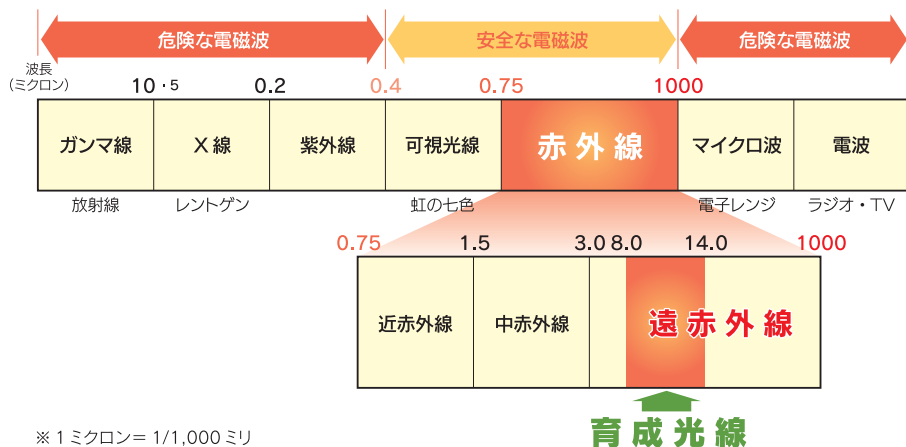 危険な電磁波 安全な電磁波 危険な電磁波
波長
(ミクロン)
10⁻⁵ 0.2 0.4 0.75 1000
ガンマ線 X線 紫外線 可視光線 赤外線 マイクロ波 電波
放射線 レントゲン 虹の七色 電子レンジ ラジオ・TV
0.75 1.5 3.0 8.0 14.0 1000
近赤外線 中赤外線 遠赤外線
育成光線
※1ミクロン=1/1,000ミリ